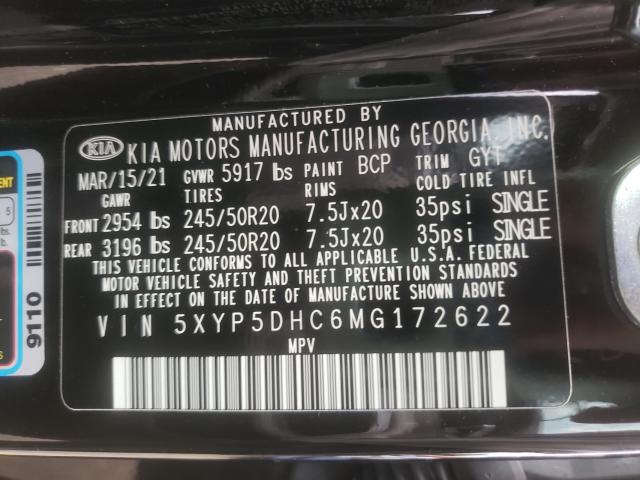 MANUFACTURED BY
KIA KIA MOTORS MANUFACTURING GEORGIA, INC.
MAR/15/21 GVWR 5917 lbs PAINT BCP TRIM GYT
GAWR TIRES RIMS COLD TIRE INFL
FRONT 2954 lbs 245/50R20 7.5Jx20 35psi SINGLE
REAR 3196 lbs 245/50R20 7.5Jx20 35psi SINGLE
THIS VEHICLE CONFORMS TO ALL APPLICABLE U.S.A. FEDERAL
MOTOR VEHICLE SAFETY AND THEFT PREVENTION STANDARDS
IN EFFECT ON THE DATE OF MANUFACTURE SHOWN ABOVE.
VIN 5XYP5DHC6MG172622
MPV
9110